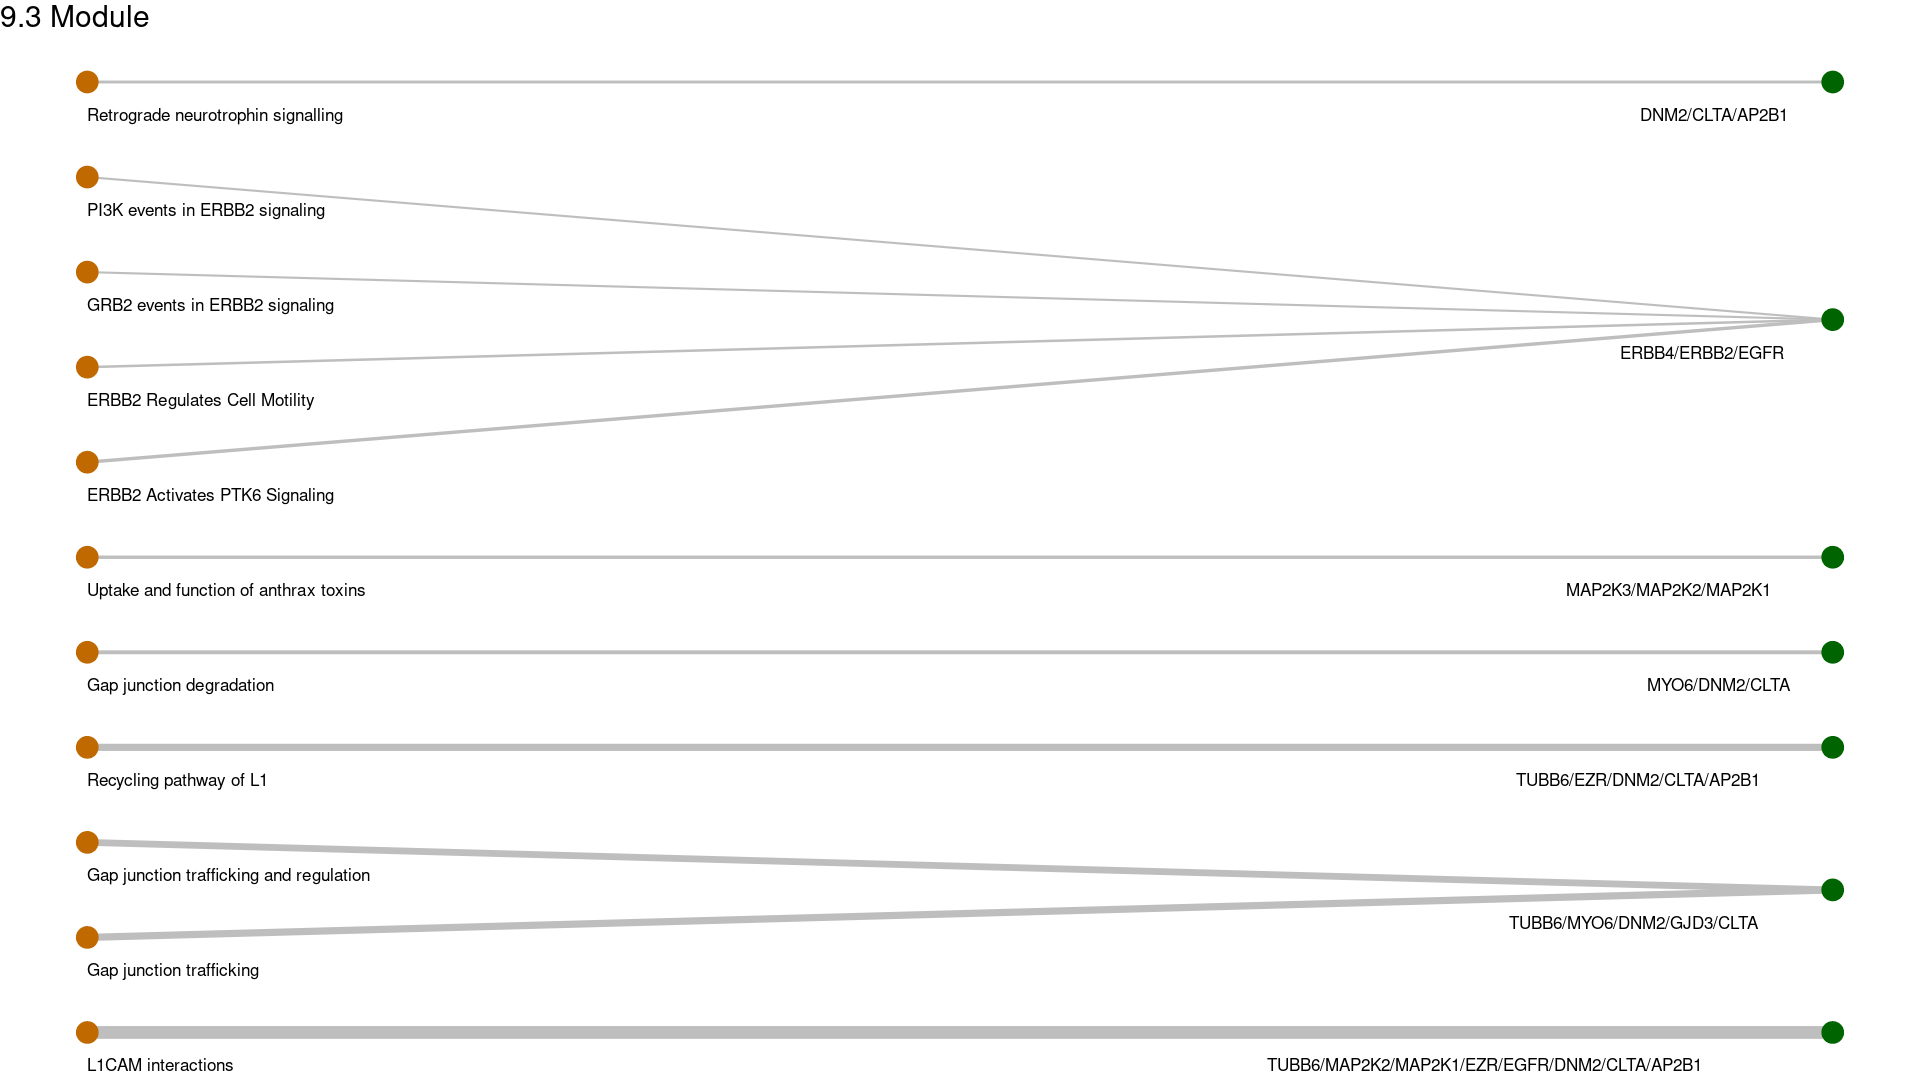 9.3 Module
Retrograde neurotrophin signalling
DNM2/CLTA/AP2B1
PI3K events in ERBB2 signaling
GRB2 events in ERBB2 signaling
ERBB4/ERBB2/EGFR
ERBB2 Regulates Cell Motility
ERBB2 Activates PTK6 Signaling
Uptake and function of anthrax toxins
MAP2K3/MAP2K2/MAP2K1
Gap junction degradation
MYO6/DNM2/CLTA
Recycling pathway of L1
TUBB6/EZR/DNM2/CLTA/AP2B1
Gap junction trafficking and regulation
TUBB6/MYO6/DNM2/GJD3/CLTA
Gap junction trafficking
L1CAM interactions
TUBB6/MAP2K2/MAP2K1/EZR/EGFR/DNM2/CLTA/AP2B1